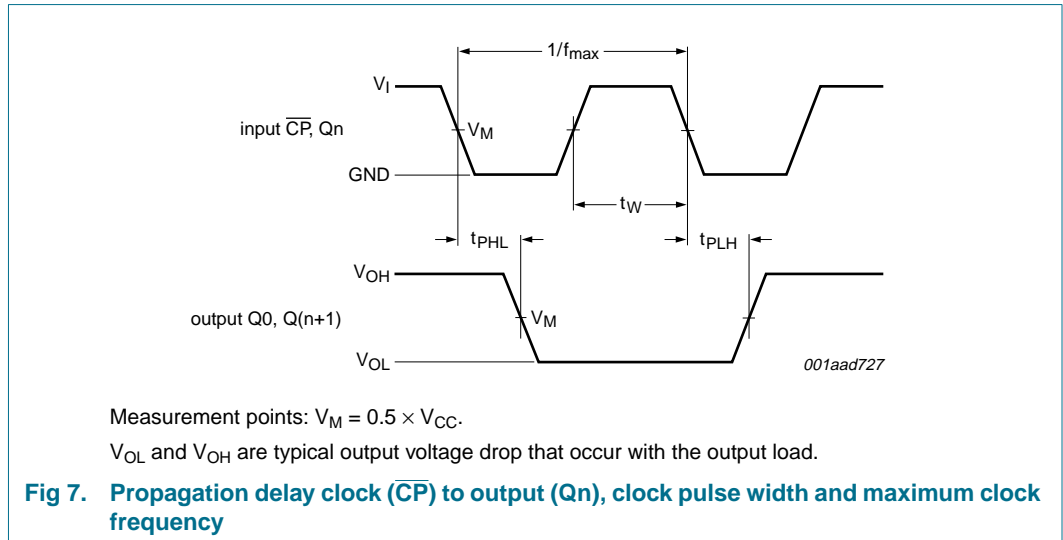 1/fmax
VI
input CP, Qn
VM
GND
tW
tPHL
tPLH
VOH
output Q0, Q(n+1)
VM
VOL
001aad727
Measurement points: VM = 0.5 × VCC.
VOL and VOH are typical output voltage drop that occur with the output load.
Fig 7. Propagation delay clock (CP) to output (Qn), clock pulse width and maximum clock
frequency